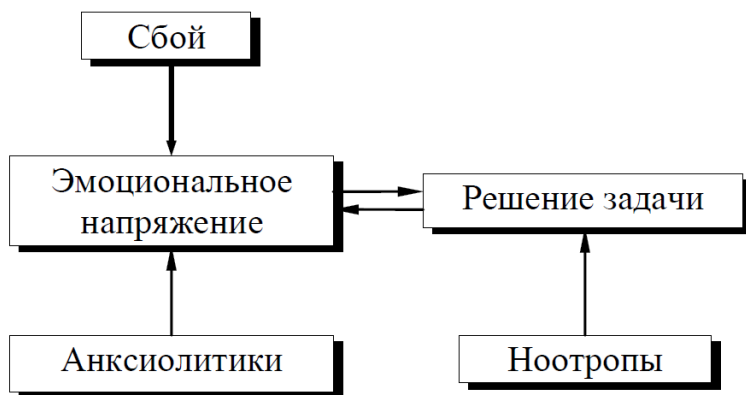 Сбой
Эмоциональное
напряжение
Решение задачи
Анксиолитики
Ноотропы